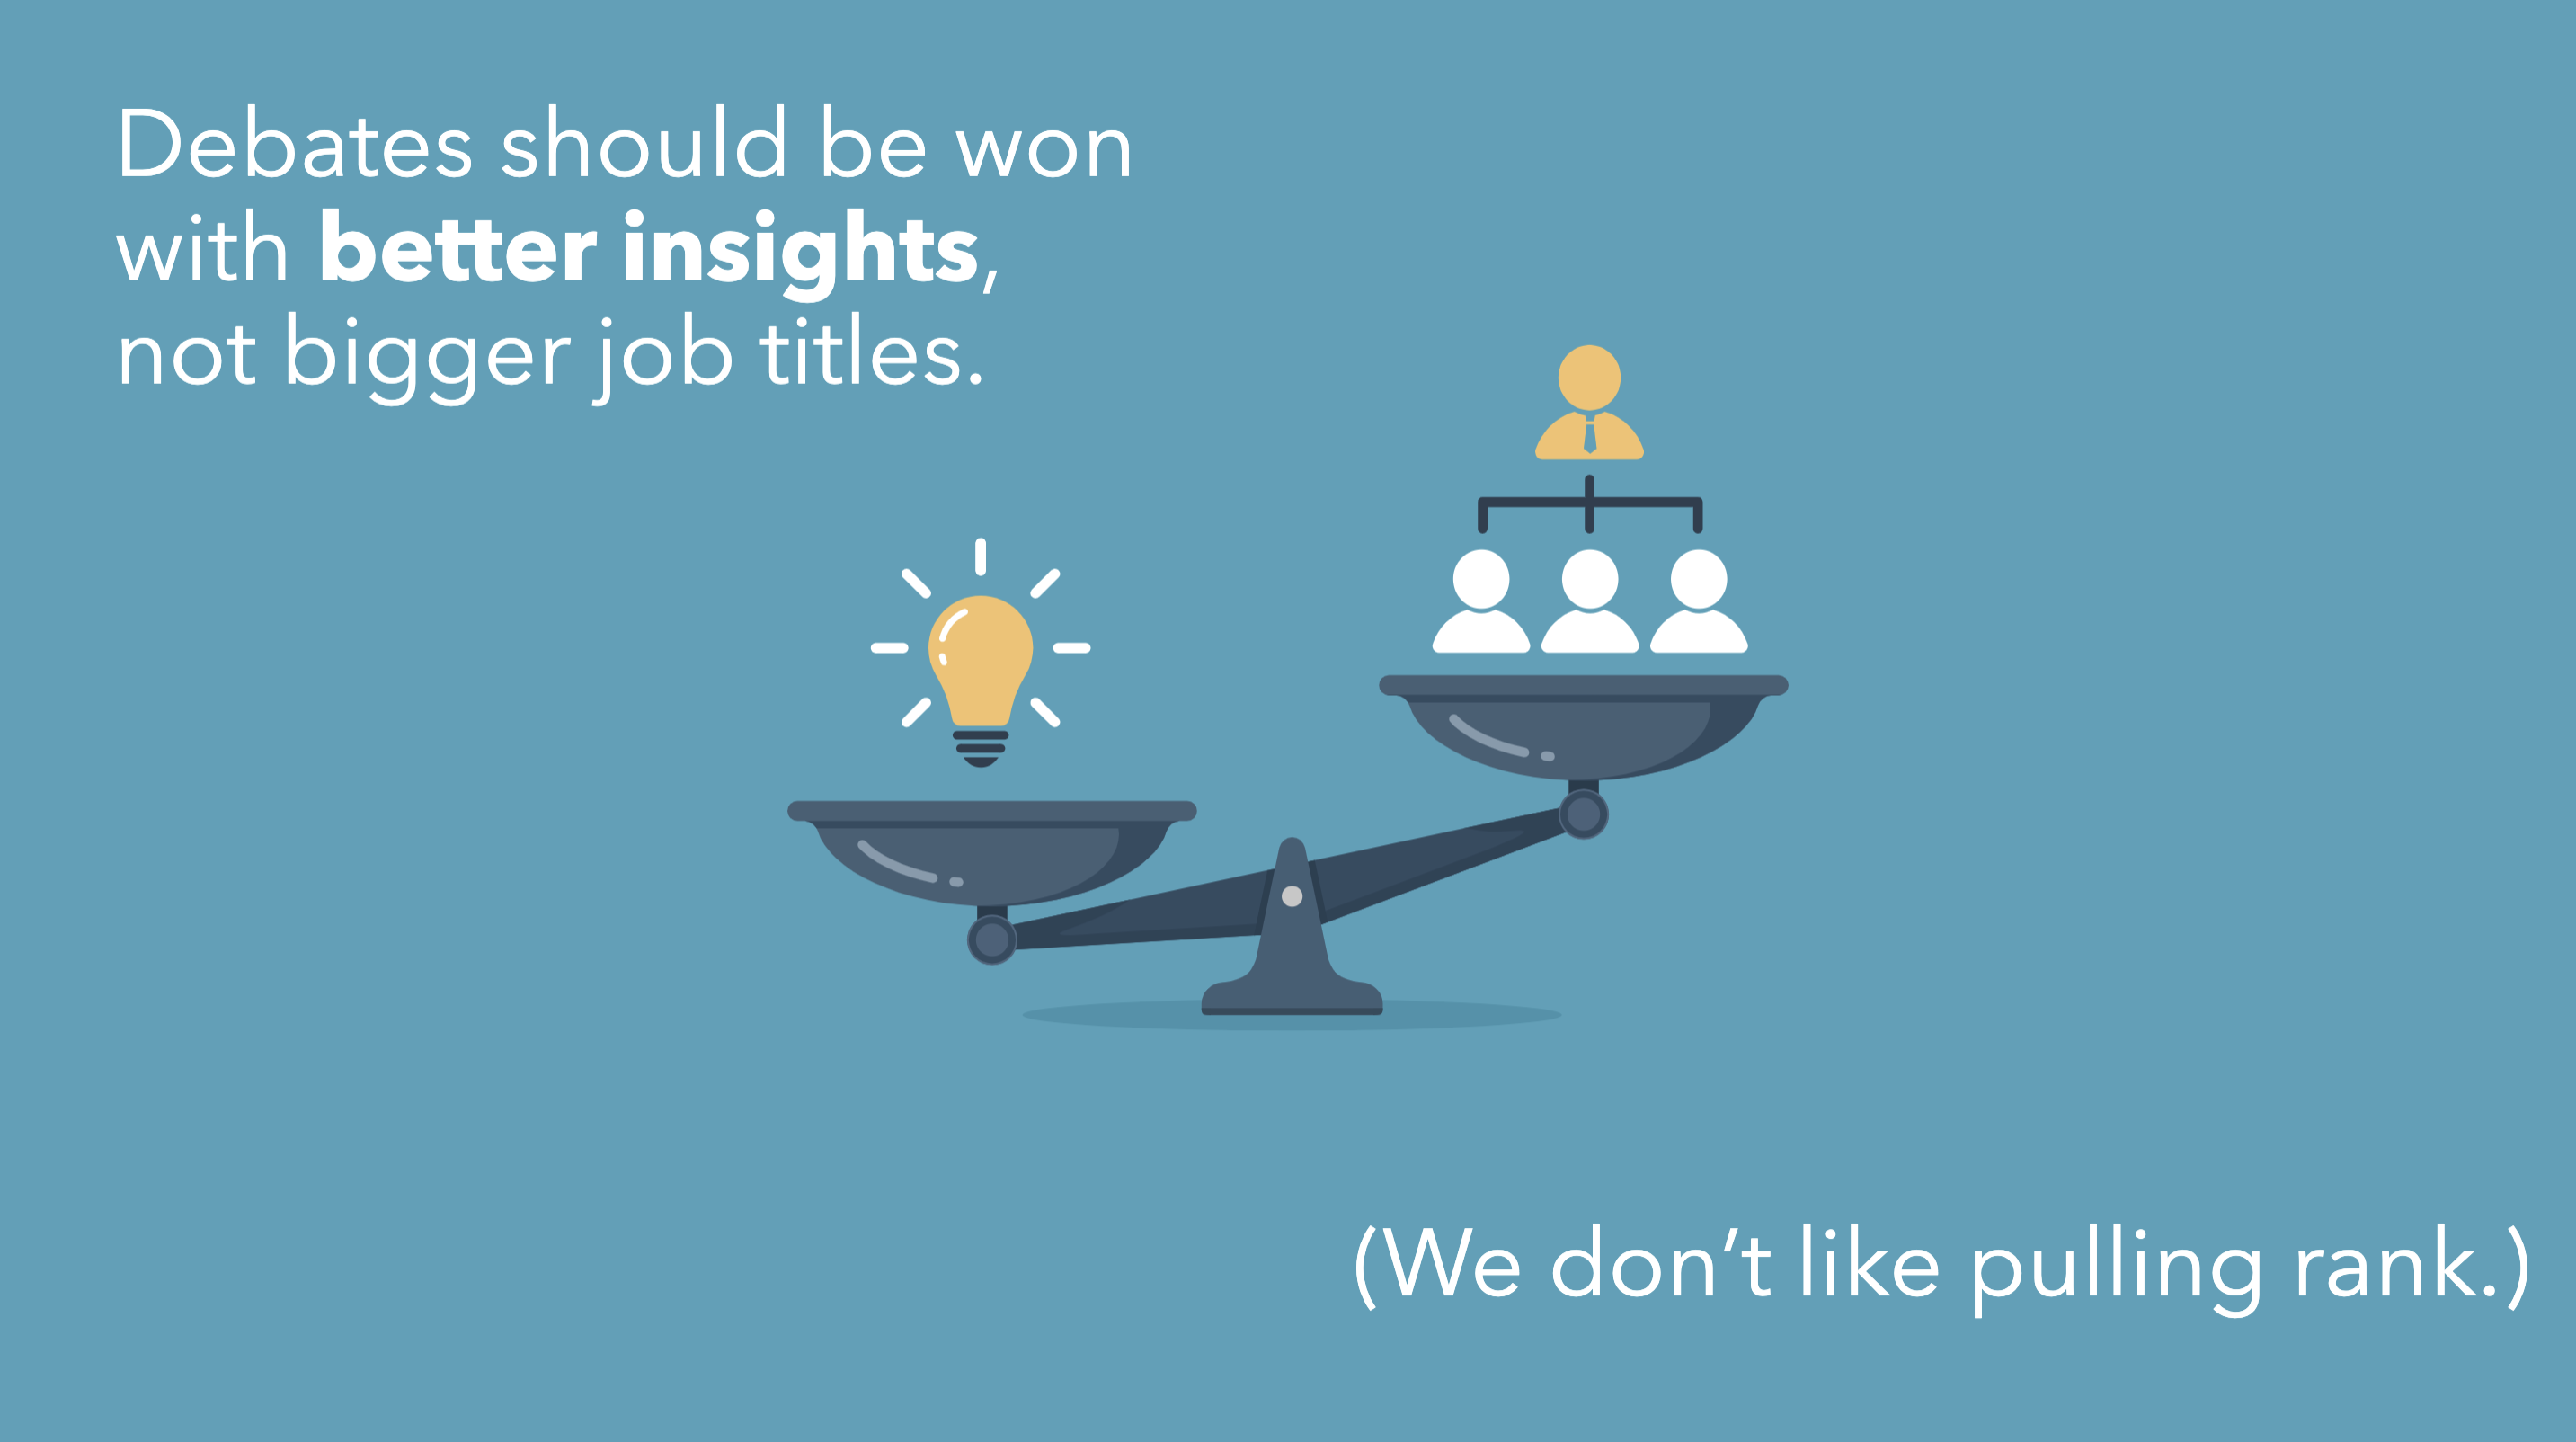 Debates should be won
with better insights,
not bigger job titles.
(We don’t like pulling rank.)